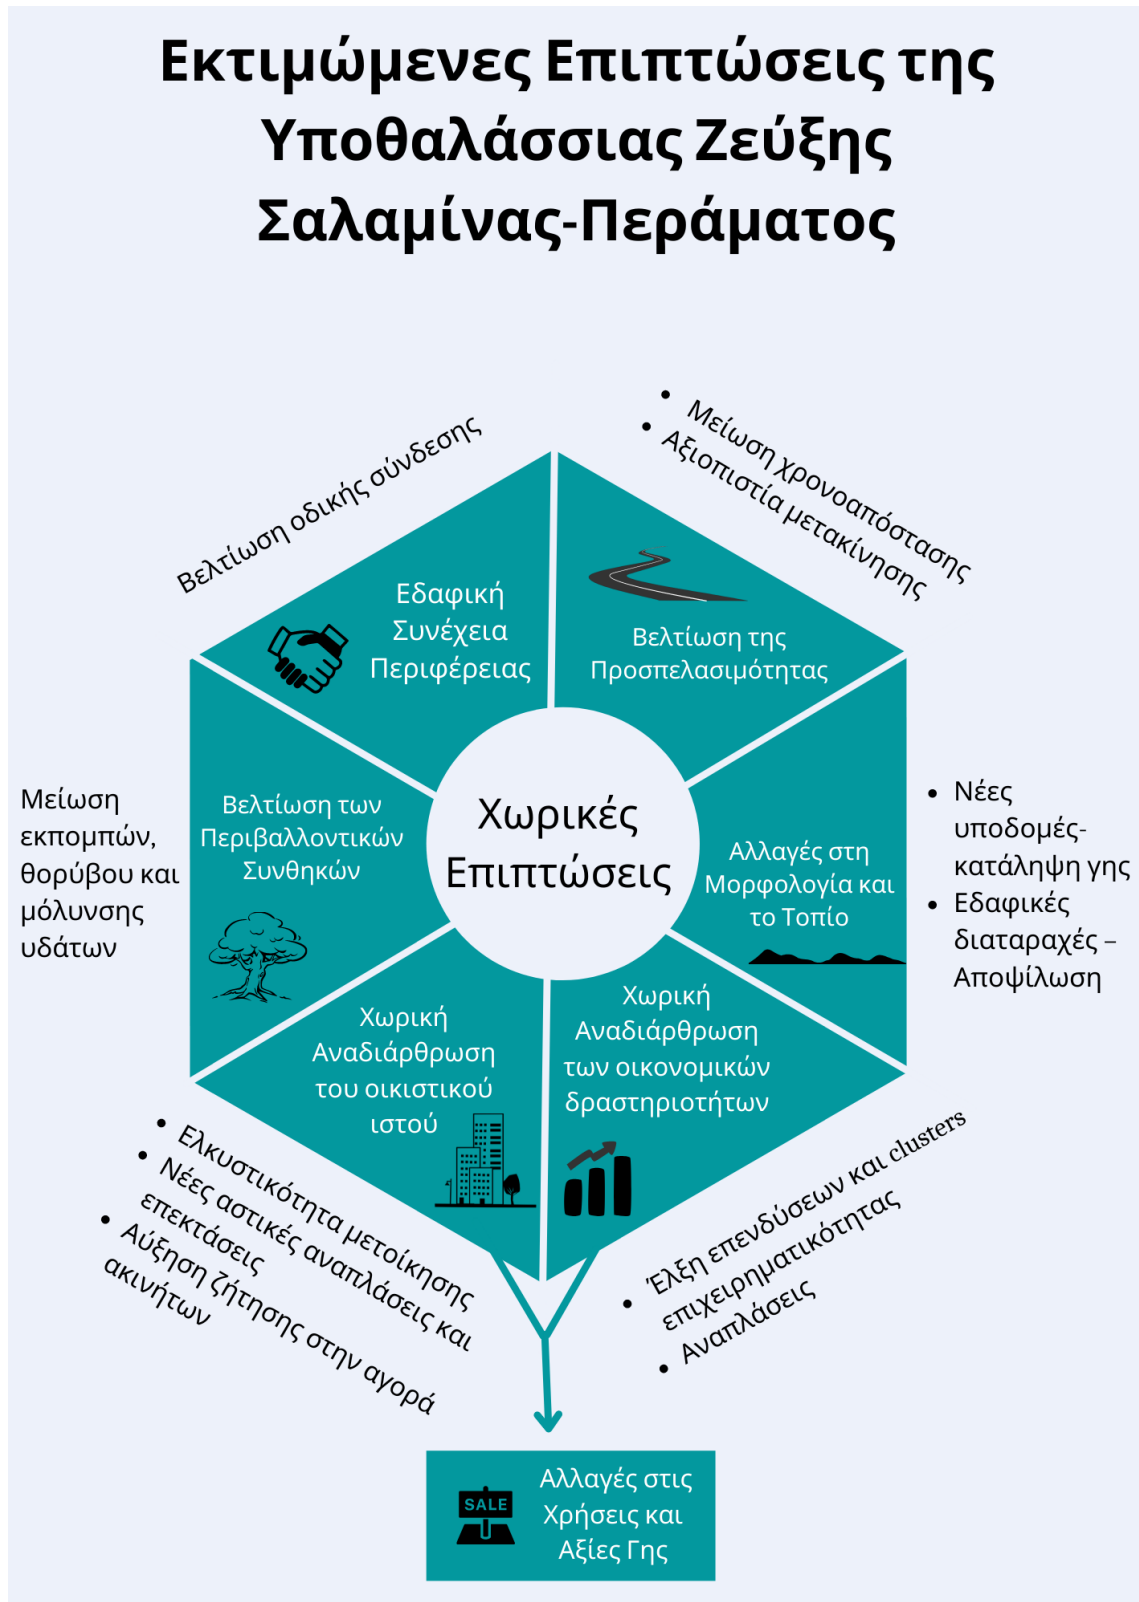 Εκτιμώμενες Επιπτώσεις της
Υποθαλάσσιας Ζεύξης
Σαλαμίνας-Περάματος
Βελτίωση οδικής σύνδεσης
• Μείωση χρονοαπόστασης
• Αξιοπιστία μετακίνησης
Εδαφική
Συνέχεια
Περιφέρειας
Βελτίωση της
Προσπελασιμότητας
Μείωση
εκπομπών,
θορύβου και
μόλυνσης
υδάτων
Βελτίωση των
Περιβαλλοντικών
Συνθηκών
Χωρικές
Επιπτώσεις
Αλλαγές στη
Μορφολογία και
το Τοπίο
• Νέες
υποδομές-
κατάληψη γης
• Εδαφικές
διαταραχές –
Αποψίλωση
Χωρική
Αναδιάρθρωση
του οικιστικού
ιστού
Χωρική
Αναδιάρθρωση
των οικονομικών
δραστηριοτήτων
• Ελκυστικότητα μετοίκησης
• Νέες αστικές αναπλάσεις και
επεκτάσεις
• Αύξηση ζήτησης στην αγορά
ακινήτων
• Έλξη επενδύσεων και clusters
επιχειρηματικότητας
• Αναπλάσεις
SALE
Αλλαγές στις
Χρήσεις και
Αξίες Γης